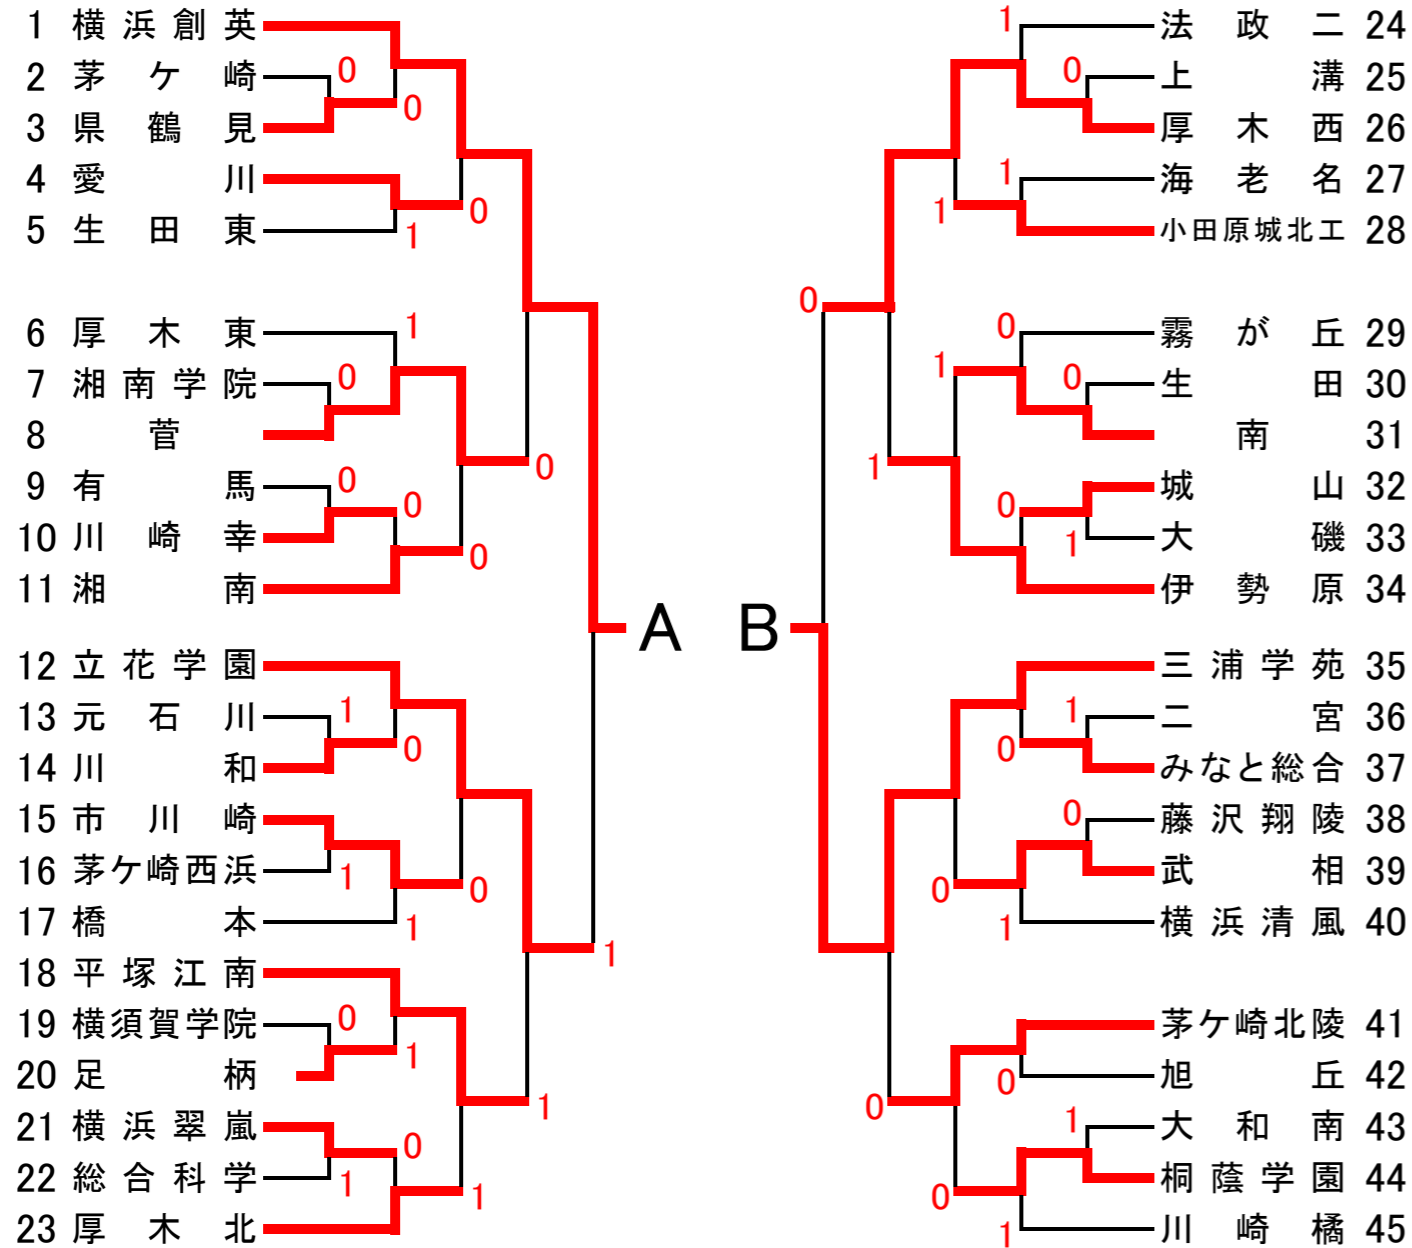 1 横浜創英
2 茅ケ崎
0
3 県鶴見
0
4 愛川
0
5 生田東
1
6 厚木東
1
7 湘南学院
0
8 菅
0
9 有馬
0
0
10 川崎幸
11 湘南
0
12 立花学園
13 元石川
1
14 川和
0
15 市川崎
16 茅ケ崎西浜
1
0
17 橋本
1
1
18 平塚江南
19 横須賀学院
0
20 足柄
1
1
21 横浜翠嵐
0
22 総合科学
1
1
23 厚木北
A
B
1
法政二 24
0
上溝 25
厚木西 26
1
海老名 27
1
小田原城北工 28
0
0
霧が丘 29
1
0
生田 30
南 31
1
城山 32
0
大磯 33
1
伊勢原 34
三浦学苑 35
1
二宮 36
0
みなと総合 37
0
藤沢翔陵 38
武相 39
0
横浜清風 40
1
茅ケ崎北陵 41
旭丘 42
0
0
1
大和南 43
桐蔭学園 44
0
川崎橘 45
1